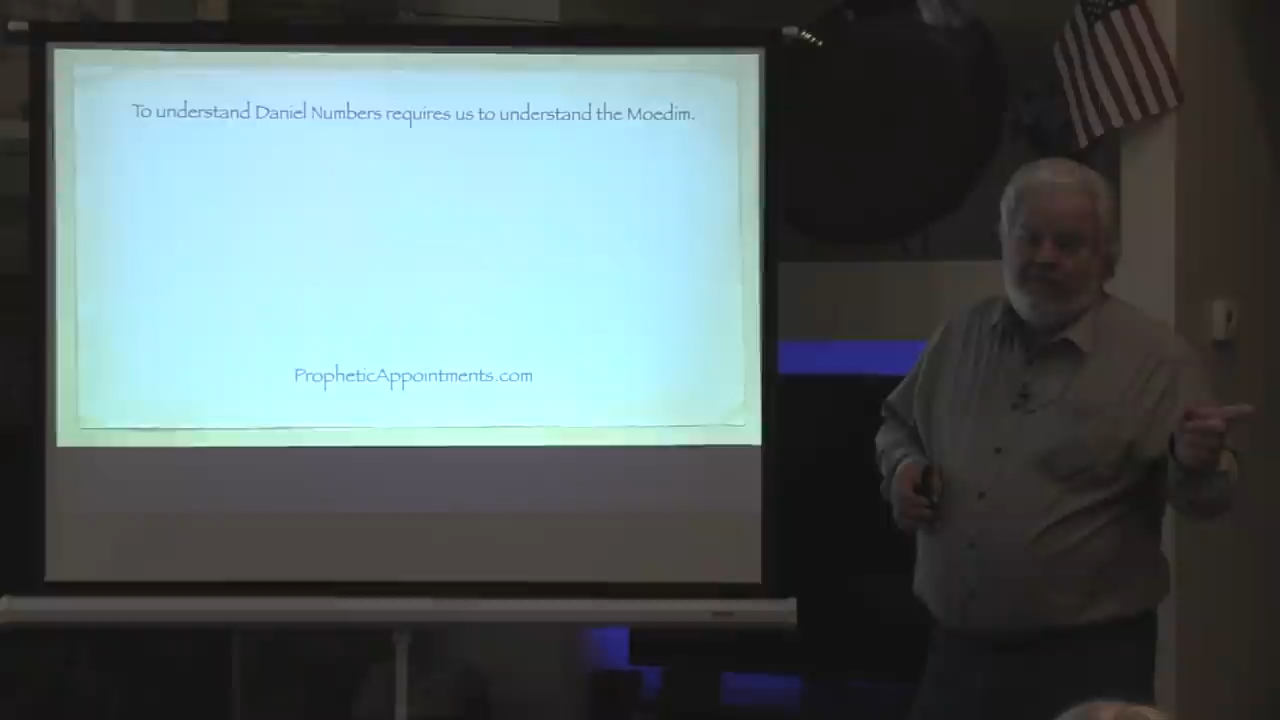 To understand Daniel Numbers requires us to understand the Moedim.
PropheticAppointments.com